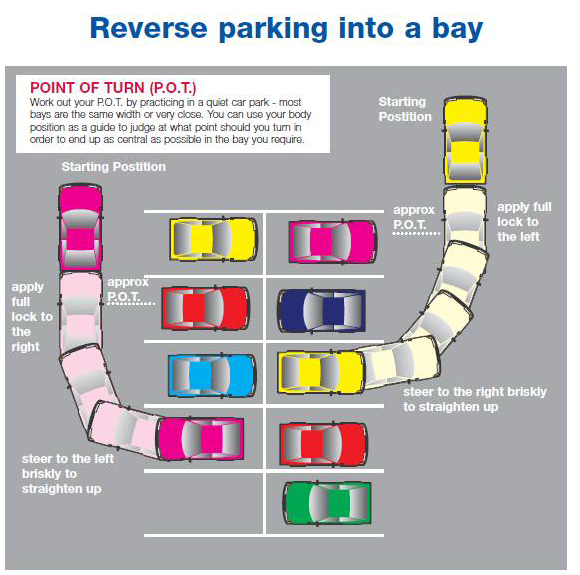 Reverse parking into a bay
POINT OF TURN (P.O.T.)
Work out your P.O.T. by practicing in a quiet car park - most
bays are the same width or very close. You can use your body
position as a guide to judge at what point should you turn in
order to end up as central as possible in the bay you require.
Starting
Postition
Starting Postition
approx
P.O.T.
apply full
lock to
the left
apply
full
lock to
the
right
approx
P.O.T.
steer to the right briskly
to straighten up
steer to the left
briskly to
straighten up